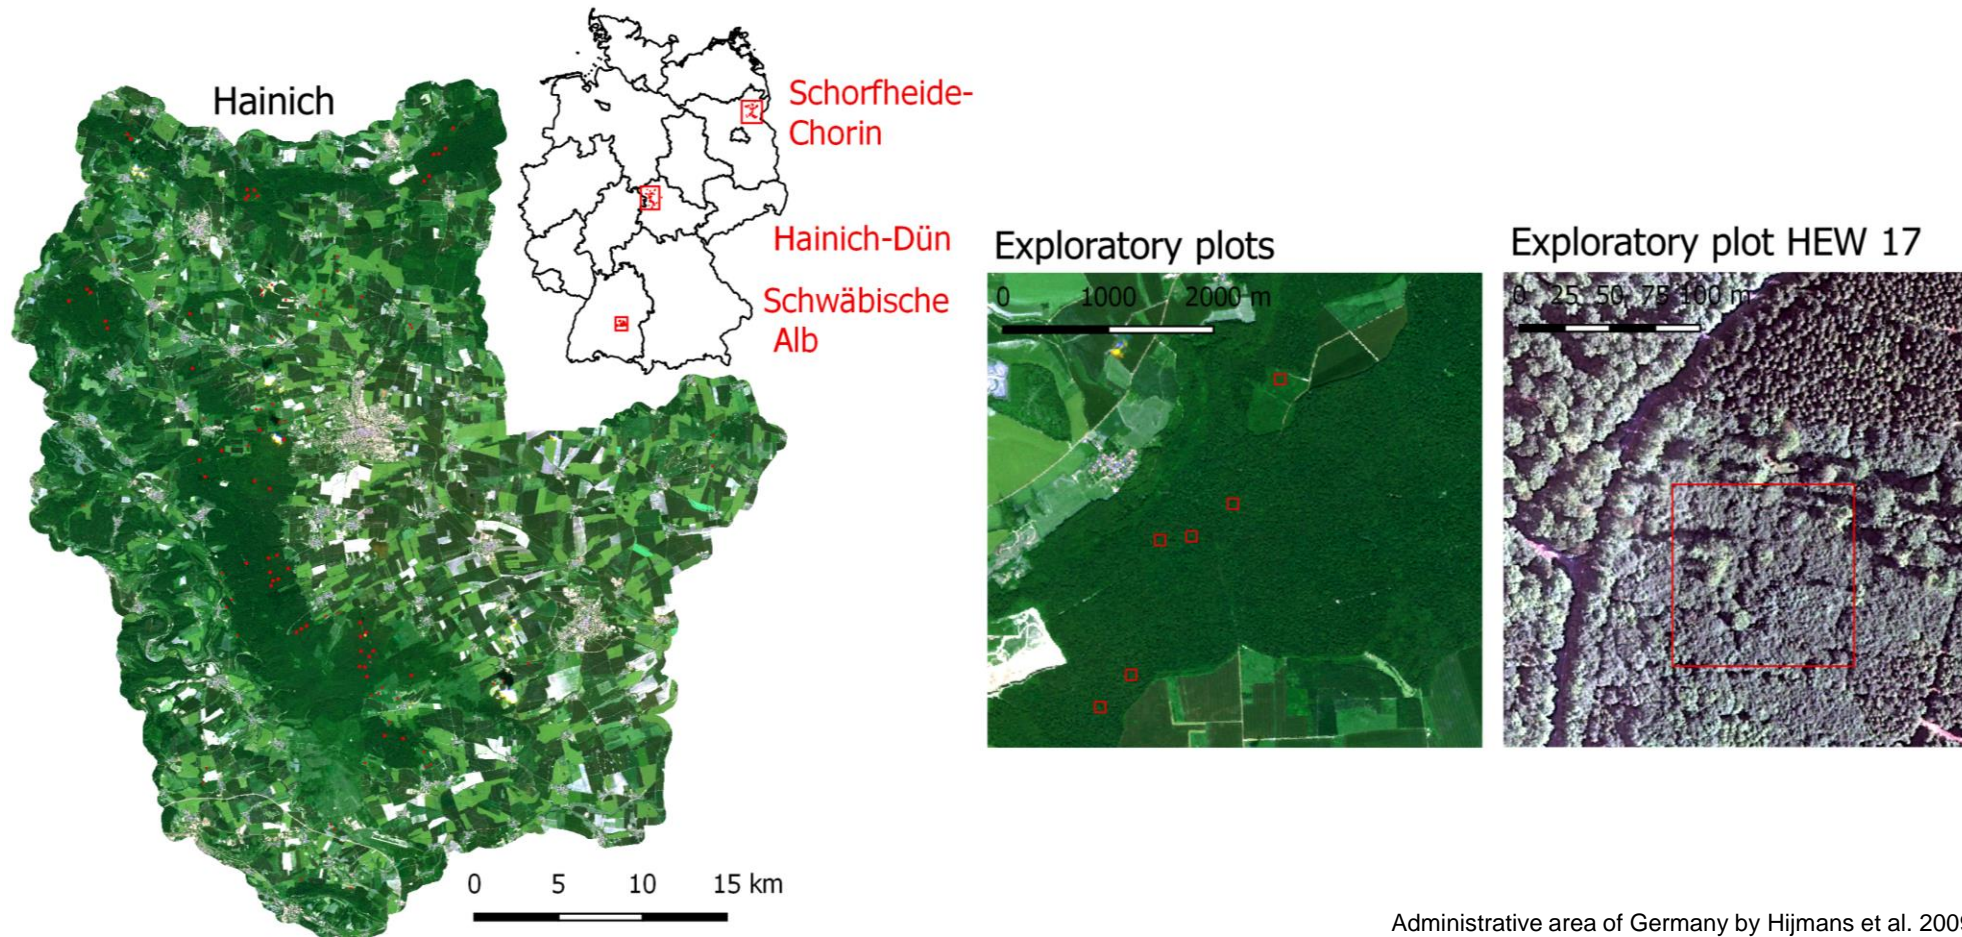 Hainich
Schorfheide-
Chorin
Hainich-Dün
Schwäbische
Alb
0 5 10 15 km
Exploratory plots
0 1000 2000 m
Exploratory plot HEW 17
0 25 50 75 100 m
Administrative area of Germany by Hijmans et al. 2009